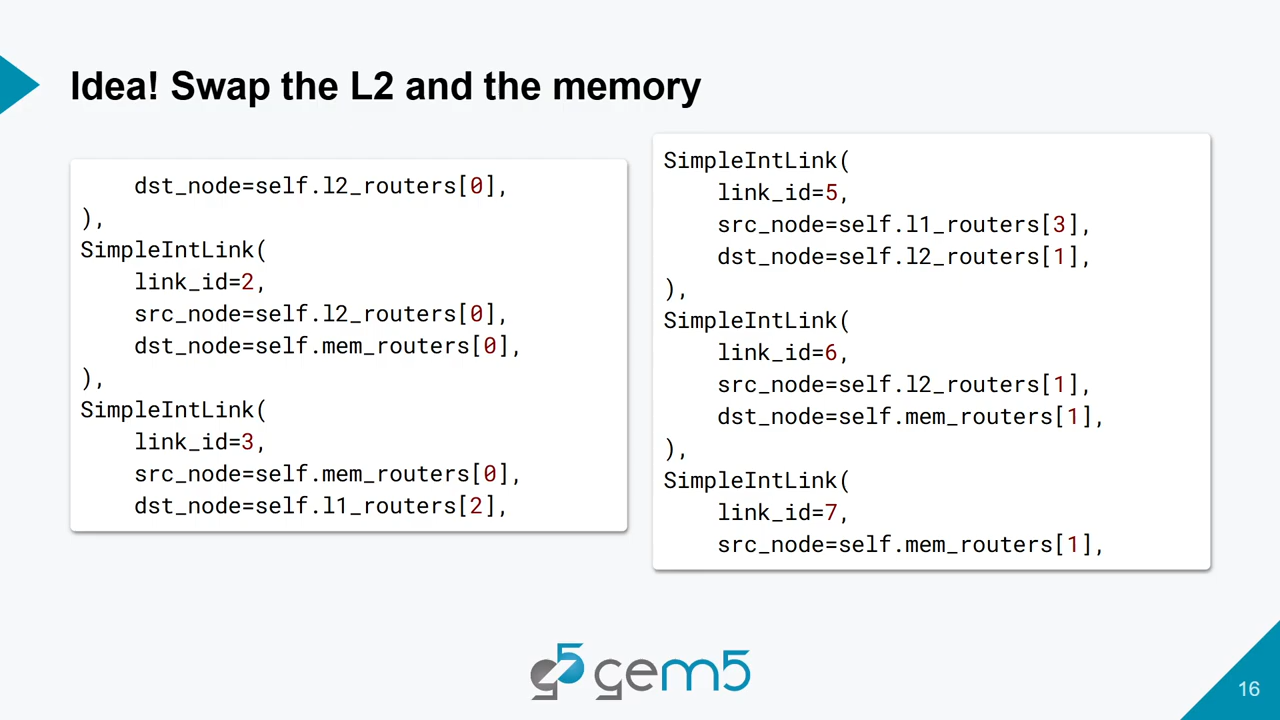 Idea! Swap the L2 and the memory
dst_node=self.l2_routers[0],
),
SimpleIntLink(
link_id=2,
src_node=self.l2_routers[0],
dst_node=self.mem_routers[0],
),
SimpleIntLink(
link_id=3,
src_node=self.mem_routers[0],
dst_node=self.l1_routers[2],
SimpleIntLink(
link_id=5,
src_node=self.l1_routers[3],
dst_node=self.l2_routers[1],
),
SimpleIntLink(
link_id=6,
src_node=self.l2_routers[1],
dst_node=self.mem_routers[1],
),
SimpleIntLink(
link_id=7,
src_node=self.mem_routers[1],
g5 gem5
16